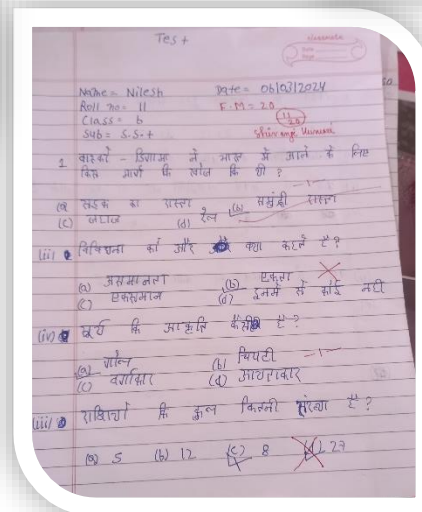 Test
Name = Nilesh Date = 06/03/2024
Roll no = 11 F.M = 20
Class = 6
Sub = S.S.t
1 वास्को - डिगामा ने भारत में आने के लिए
किस मार्ग कि खोज कि थी ?
(a) सड़क का रास्ता (b) समुंद्री रास्ता
(c) जहाज (d) रेल
(ii) विविधता को और क्या कहते है ?
(a) असमानता (b) एकता
(c) एकसमान (d) इनमें से कोई नही
(iv) सूर्य कि आकृति कैसी है ?
(a) गोल (b) चिपटी
(c) वर्गाकार (d) आयताकार
(iii) राशियों कि कुल कितनी संख्या है ?
(a) 5 (b) 12 (c) 8 (d) 27